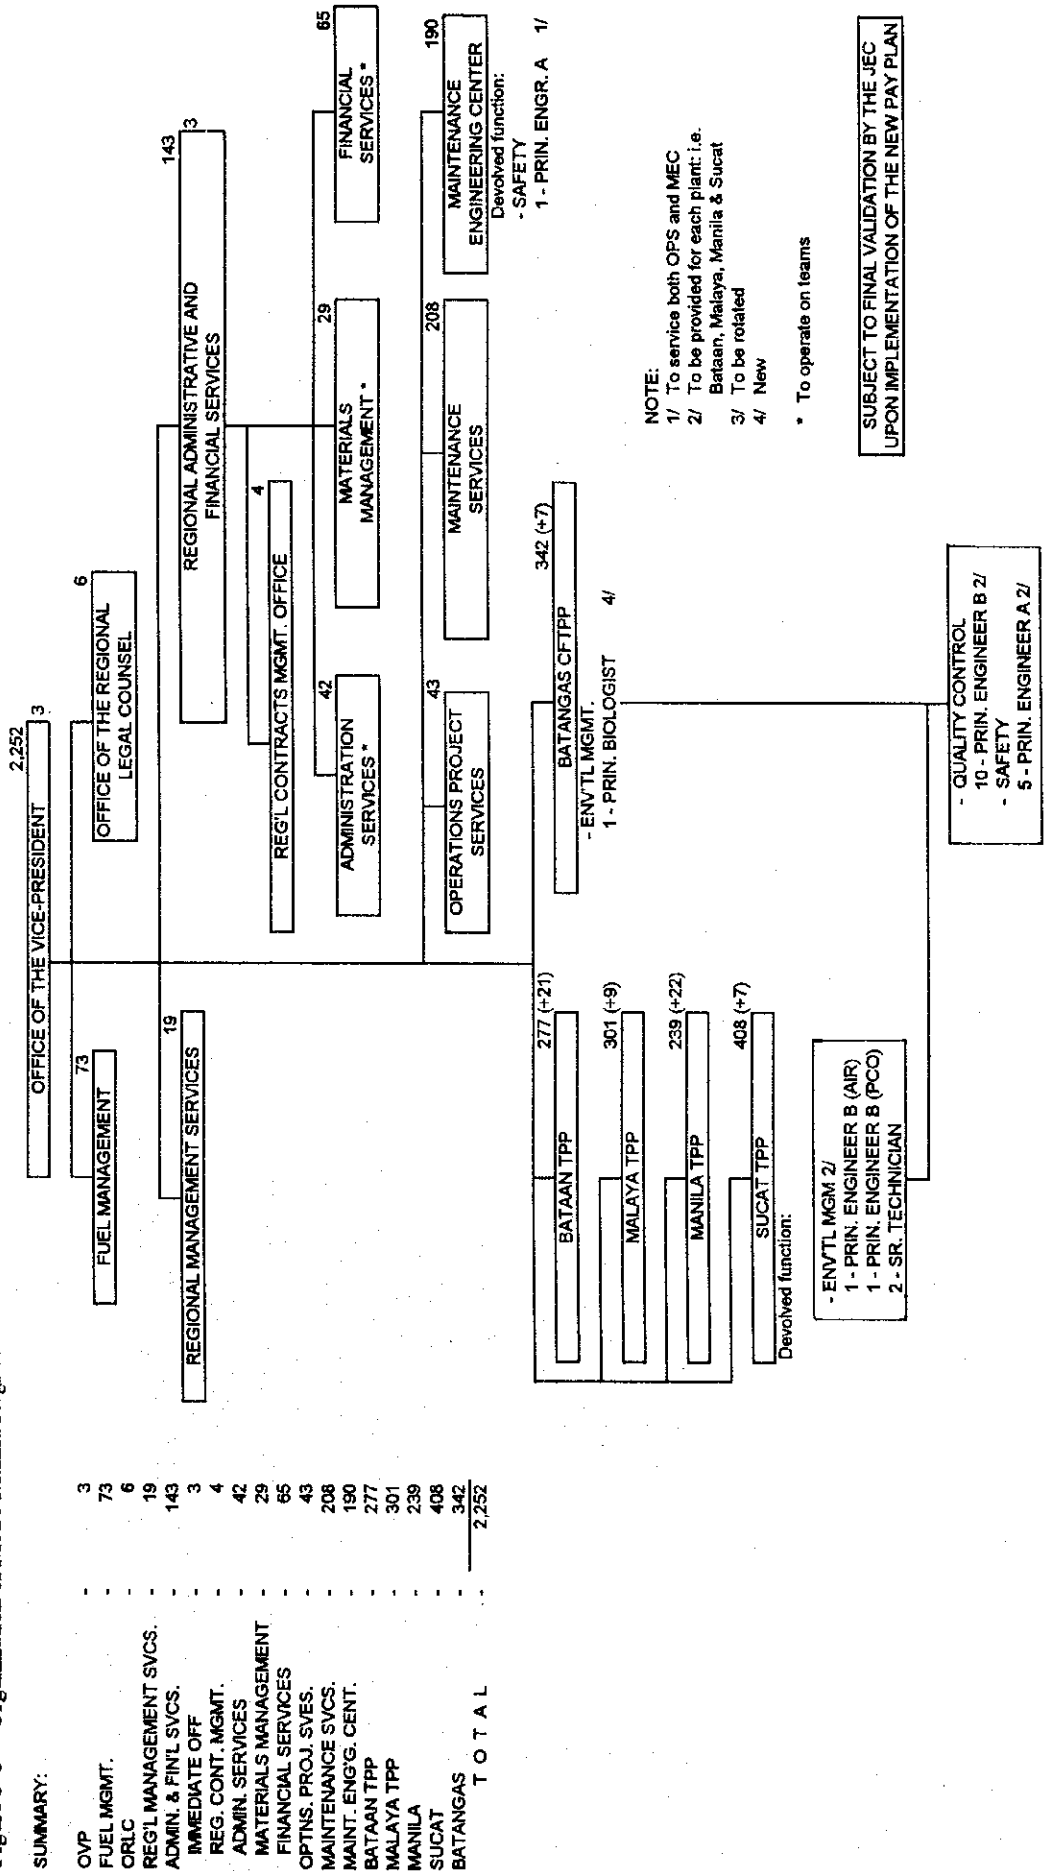 SUMMARY:
OVP - 3
FUEL MGMT. - 73
ORLC - 6
REG'L MANAGEMENT SVCS. - 19
ADMIN. & FIN'L SVCS. - 143
IMMEDIATE OFF - 3
REG. CONT. MGMT. - 4
ADMIN. SERVICES - 42
MATERIALS MANAGEMENT - 29
FINANCIAL SERVICES - 65
OPTNS. PROJ. SVES. - 43
MAINTENANCE SVCS. - 208
MAINT. ENG'G. CENT. - 190
BATAAN TPP - 277
MALAYA TPP - 301
MANILA - 239
SUCAT - 408
BATANGAS - 342
T O T A L - 2,252
2,252
OFFICE OF THE VICE-PRESIDENT 3
73
FUEL MANAGEMENT
6
OFFICE OF THE REGIONAL
LEGAL COUNSEL
19
REGIONAL MANAGEMENT SERVICES
143
REGIONAL ADMINISTRATIVE AND 3
FINANCIAL SERVICES
4
REG'L CONTRACTS MGMT. OFFICE
42
ADMINISTRATION
SERVICES *
29
MATERIALS
MANAGEMENT *
65
FINANCIAL
SERVICES *
43
OPERATIONS PROJECT
SERVICES
208
MAINTENANCE
SERVICES
190
MAINTENANCE
ENGINEERING CENTER
Devolved function:
- SAFETY
1 - PRIN. ENGR. A 1/
277 (+21)
BATAAN TPP
301 (+9)
MALAYA TPP
239 (+22)
MANILA TPP
408 (+7)
SUCAT TPP
Devolved function:
- ENV'TL MGM 2/
1 - PRIN. ENGINEER B (AIR)
1 - PRIN. ENGINEER B (PCO)
2 - SR. TECHNICIAN
342 (+7)
BATANGAS CFTPP
- ENV'TL MGMT.
1 - PRIN. BIOLOGIST 4/
- QUALITY CONTROL
10 - PRIN. ENGINEER B 2/
- SAFETY
5 - PRIN. ENGINEER A 2/
NOTE:
1/ To service both OPS and MEC
2/ To be provided for each plant: i.e.
Bataan, Malaya, Manila & Sucat
3/ To be rotated
4/ New
* To operate on teams
SUBJECT TO FINAL VALIDATION BY THE JEC
UPON IMPLEMENTATION OF THE NEW PAY PLAN